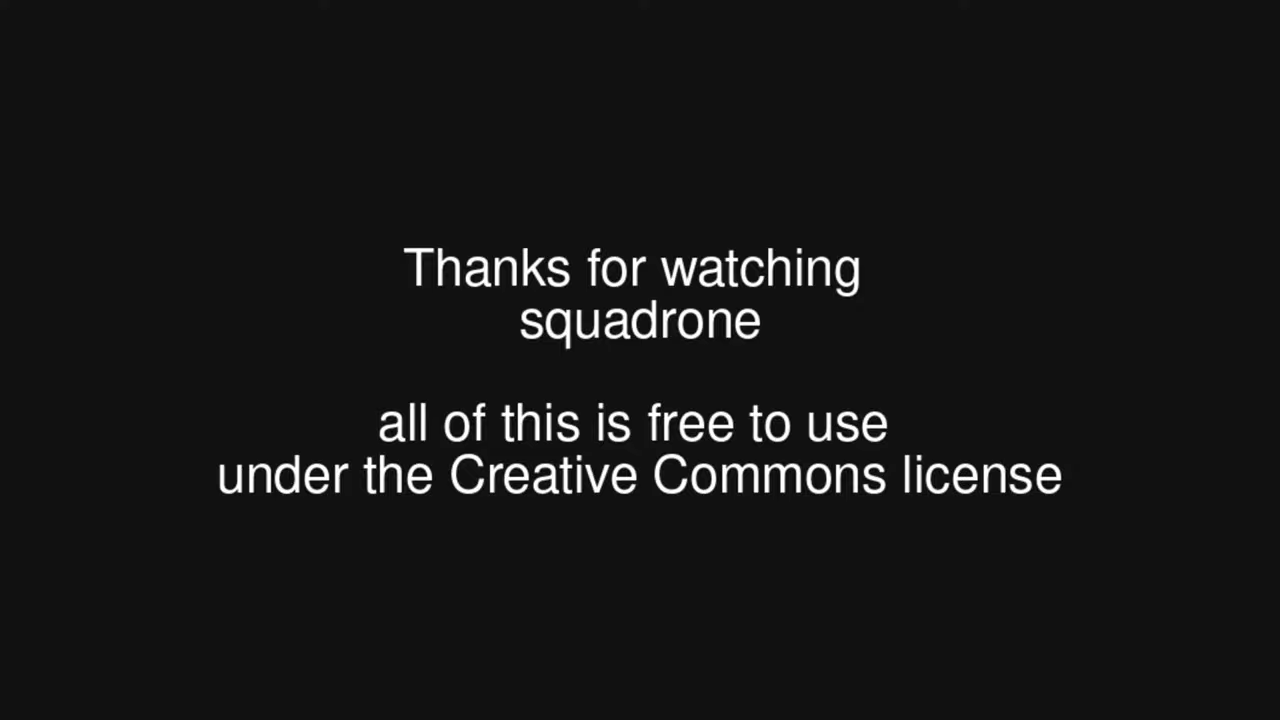 Thanks for watching
squadrone
all of this is free to use
under the Creative Commons license